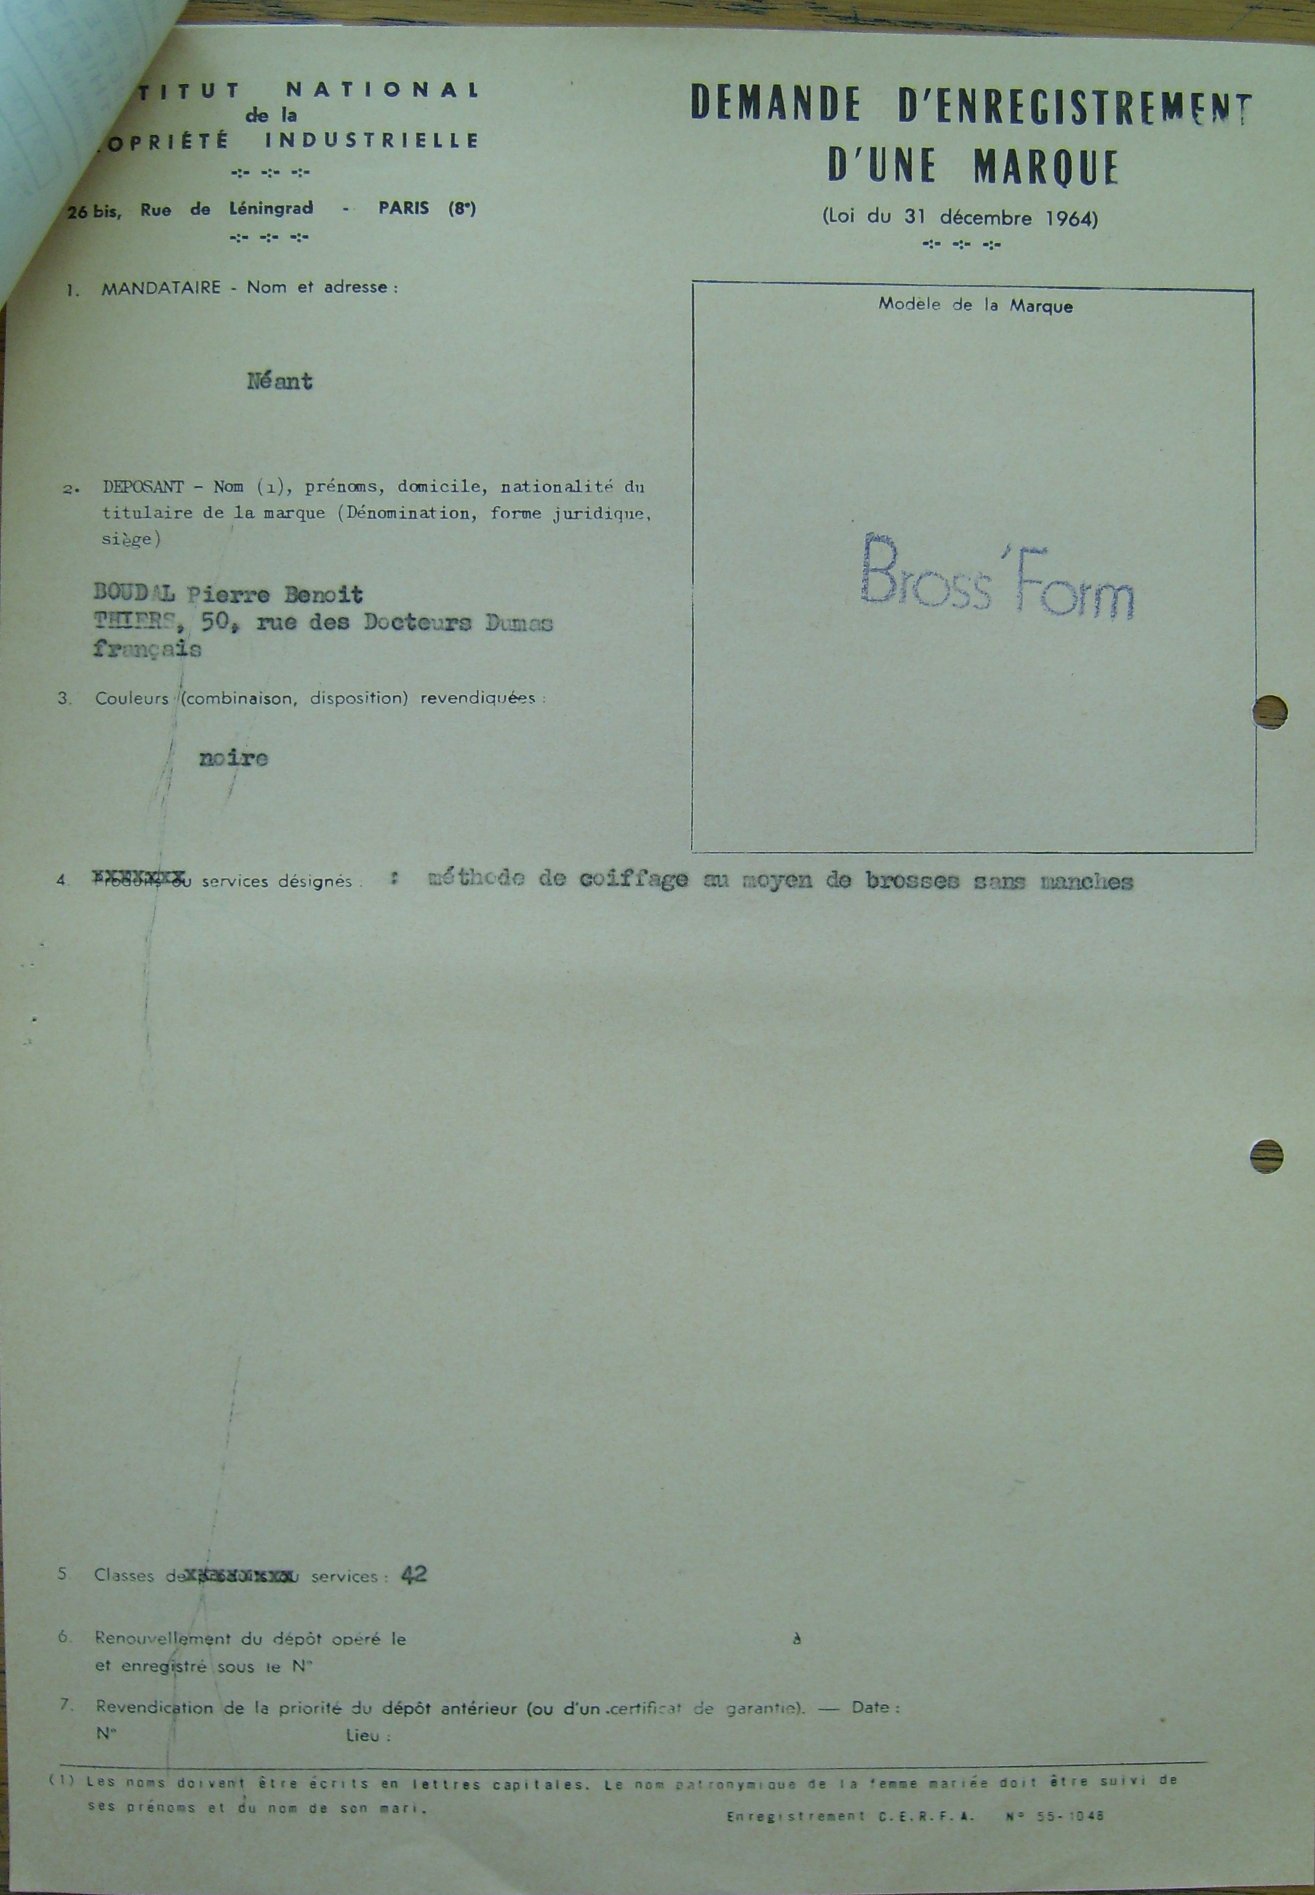 TITUT NATIONAL
de la
OPRIÉTÉ INDUSTRIELLE
-:- -:- -:-
26 bis, Rue de Léningrad - PARIS (8e)
-:- -:- -:-
DEMANDE D'ENREGISTREMENT
D'UNE MARQUE
(Loi du 31 décembre 1964)
-:- -:- -:-
1. MANDATAIRE - Nom et adresse :
Néant
Modèle de la Marque
Bross'Form
2. DEPOSANT - Nom (1), prénoms, domicile, nationalité du
titulaire de la marque (Dénomination, forme juridique,
siège)
BOUDAL Pierre Benoit
THIERS, 50, rue des Docteurs Dumas
français
3. Couleurs (combinaison, disposition) revendiquées :
noire
4. Produits ou services désignés : : méthode de coiffage au moyen de brosses sans manches
5 Classes de produits ou services : 42
6. Renouvellement du dépôt opéré le à
et enregistré sous le N°
7. Revendication de la priorité du dépôt antérieur (ou d'un certificat de garantie). — Date :
N° Lieu :
(1) Les noms doivent être écrits en lettres capitales. Le nom patronymique de la femme mariée doit être suivi de
ses prénoms et du nom de son mari.
Enregistrement C.E.R.F.A. N° 55-1048